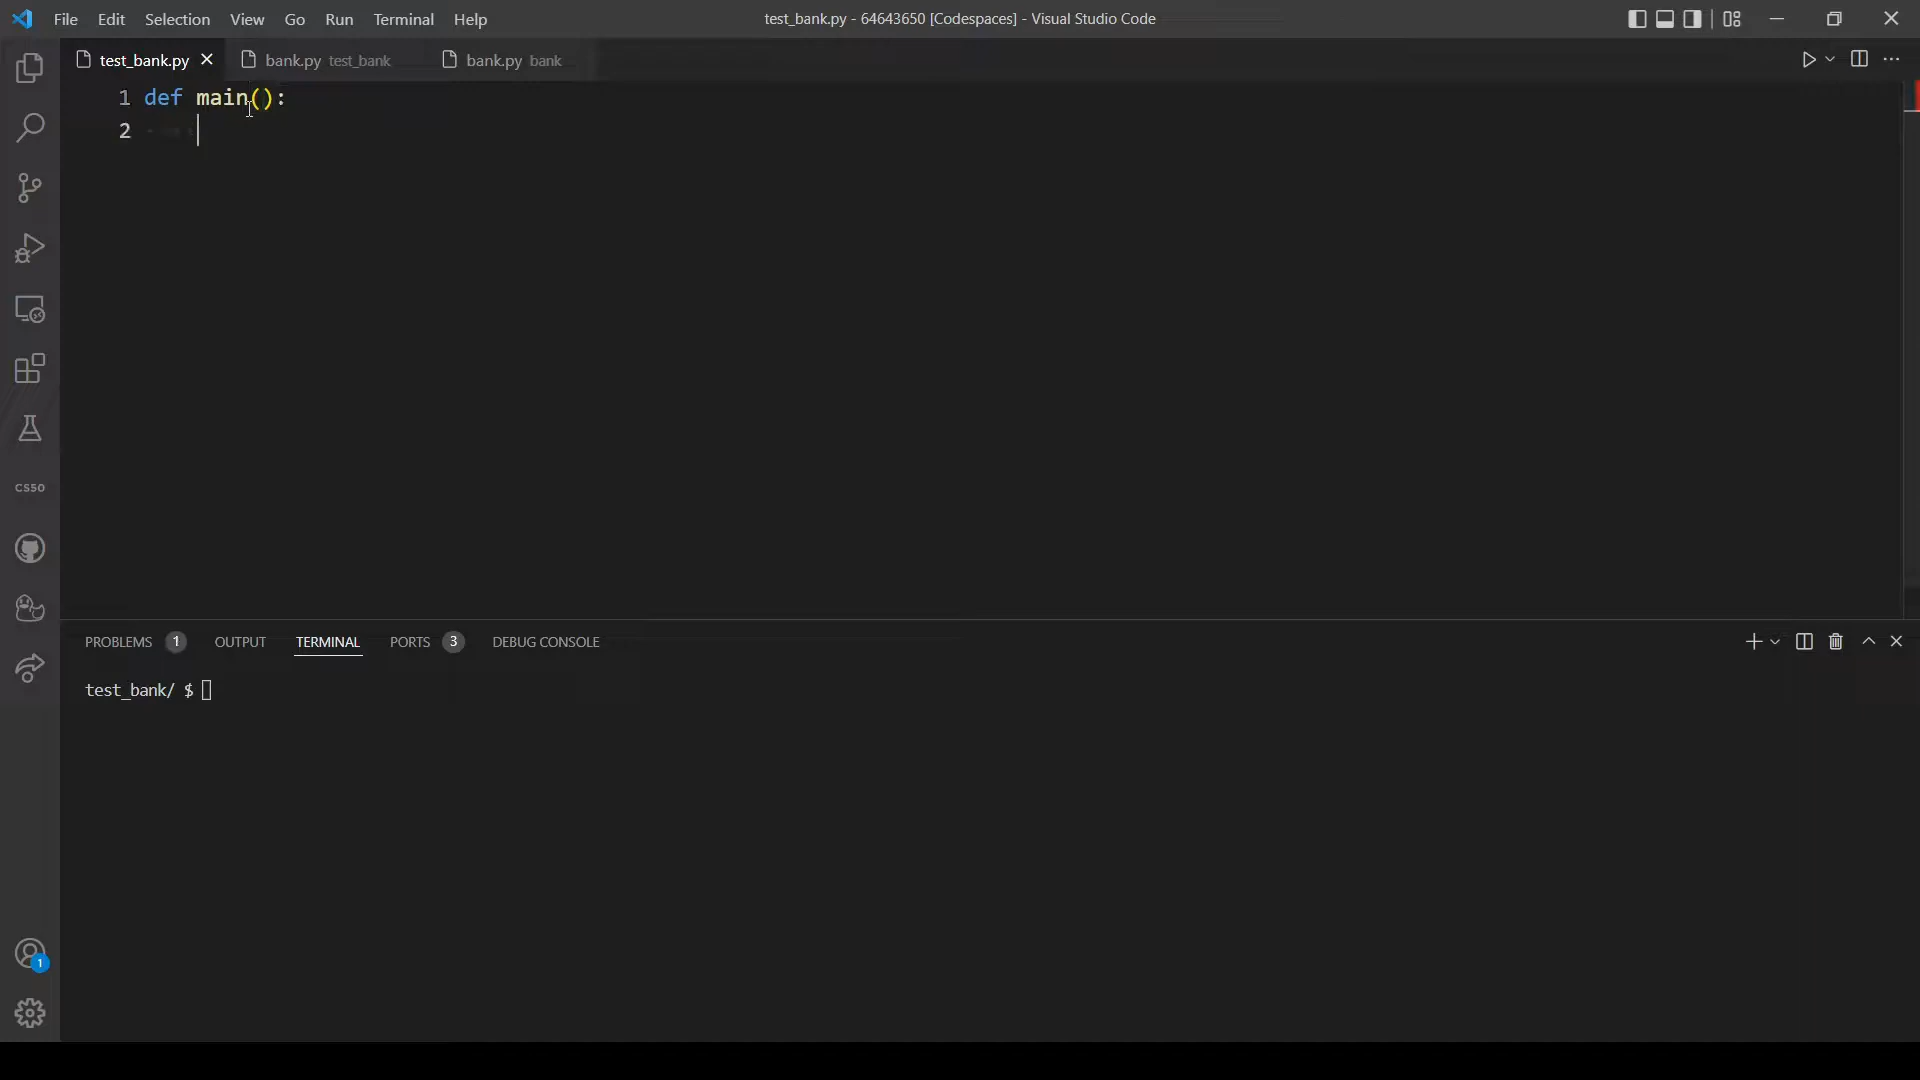 File Edit Selection View Go Run Terminal Help
test_bank.py - 64643650 [Codespaces] - Visual Studio Code
test_bank.py
bank.py test_bank
bank.py bank
1 def main():
2
CS50
PROBLEMS 1 OUTPUT TERMINAL PORTS 3 DEBUG CONSOLE
test_bank/ $
1